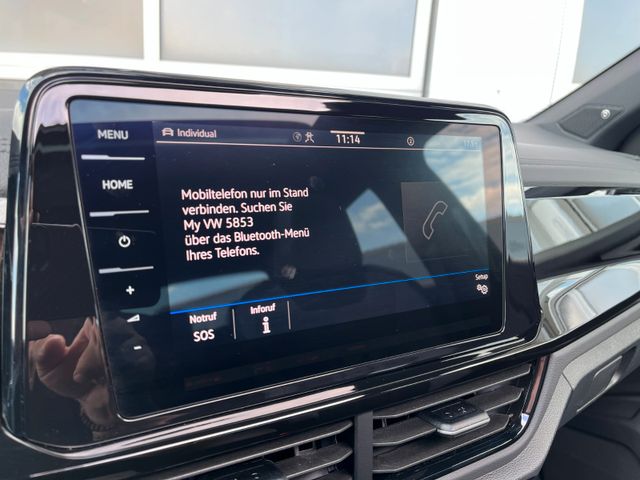 MENU
Individual
11:14
HOME
Mobiltelefon nur im Stand
verbinden. Suchen Sie
My VW 5853
über das Bluetooth-Menü
Ihres Telefons.
+
-
Setup
Notruf
SOS
Inforuf
i